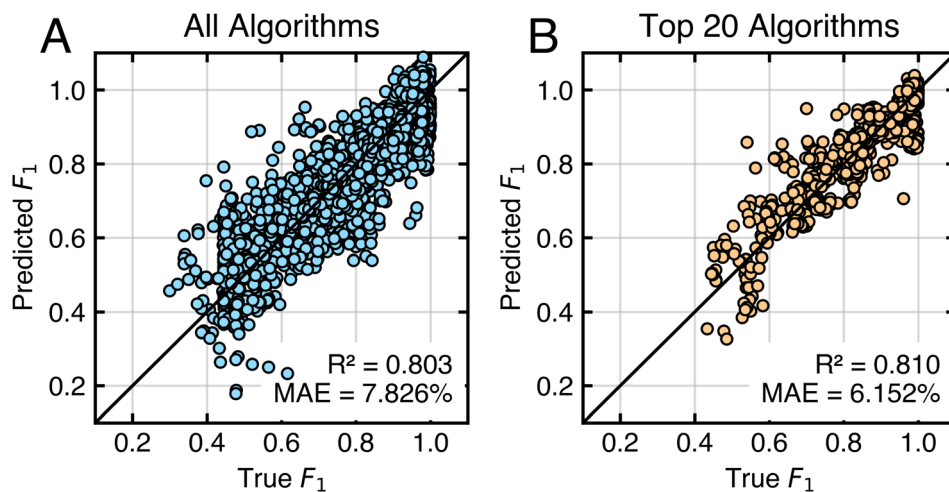 A
All Algorithms
Predicted F₁
1.0
0.8
0.6
0.4
0.2
R² = 0.803
MAE = 7.826%
0.2 0.4 0.6 0.8 1.0
True F₁
B
Top 20 Algorithms
Predicted F₁
1.0
0.8
0.6
0.4
0.2
R² = 0.810
MAE = 6.152%
0.2 0.4 0.6 0.8 1.0
True F₁